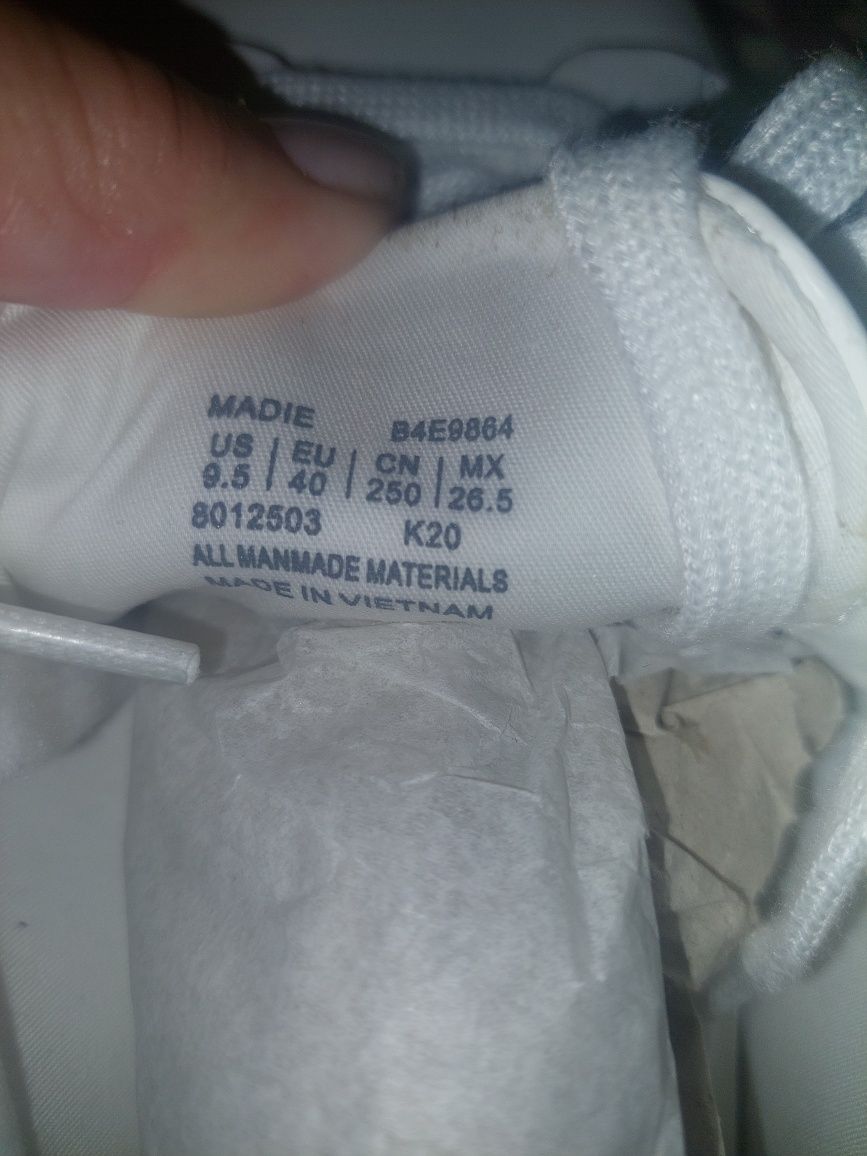 MADIE B4E9864
US | EU | CN | MX
9.5 | 40 | 250 | 26.5
8012503 K20
ALL MANMADE MATERIALS
MADE IN VIETNAM